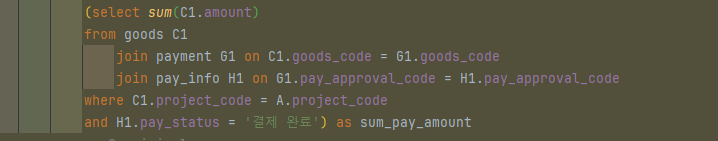 (select sum(C1.amount)
from goods C1
join payment G1 on C1.goods_code = G1.goods_code
join pay_info H1 on G1.pay_approval_code = H1.pay_approval_code
where C1.project_code = A.project_code
and H1.pay_status = '결제 완료') as sum_pay_amount